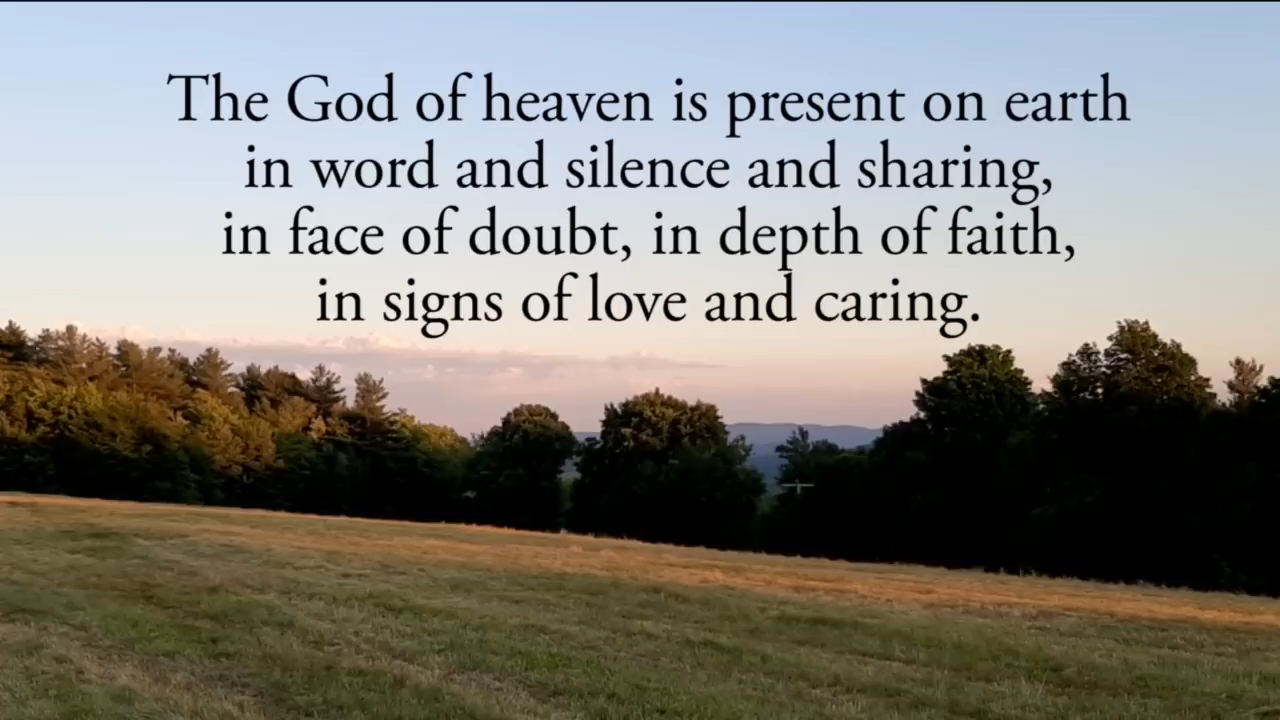 The God of heaven is present on earth
in word and silence and sharing,
in face of doubt, in depth of faith,
in signs of love and caring.